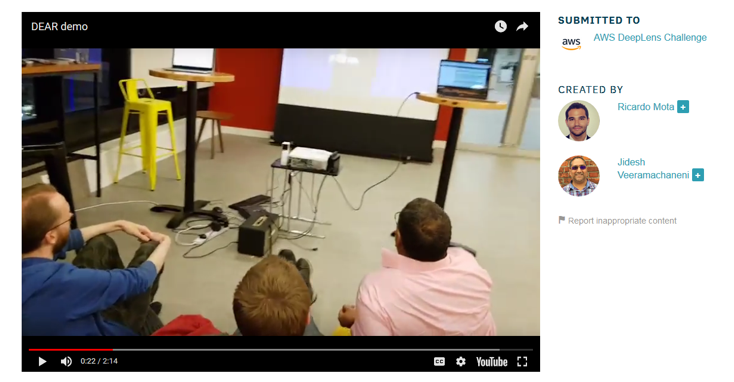 DEAR demo
0:22 / 2:14
CC
YouTube
SUBMITTED TO
aws
AWS DeepLens Challenge
CREATED BY
Ricardo Mota +
Jidesh
Veeramachaneni +
Report inappropriate content